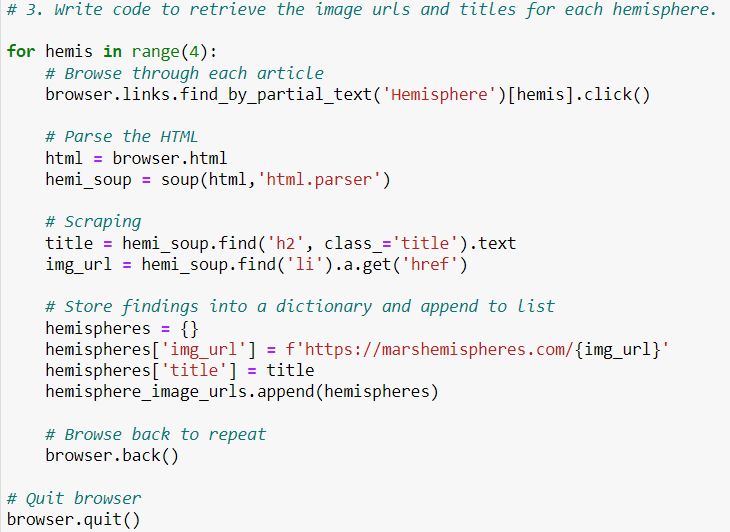 # 3. Write code to retrieve the image urls and titles for each hemisphere.
for hemis in range(4):
    # Browse through each article
    browser.links.find_by_partial_text('Hemisphere')[hemis].click()
    # Parse the HTML
    html = browser.html
    hemi_soup = soup(html,'html.parser')
    # Scraping
    title = hemi_soup.find('h2', class_='title').text
    img_url = hemi_soup.find('li').a.get('href')
    # Store findings into a dictionary and append to list
    hemispheres = {}
    hemispheres['img_url'] = f'https://marshemispheres.com/{img_url}'
    hemispheres['title'] = title
    hemisphere_image_urls.append(hemispheres)
    # Browse back to repeat
    browser.back()
# Quit browser
browser.quit()